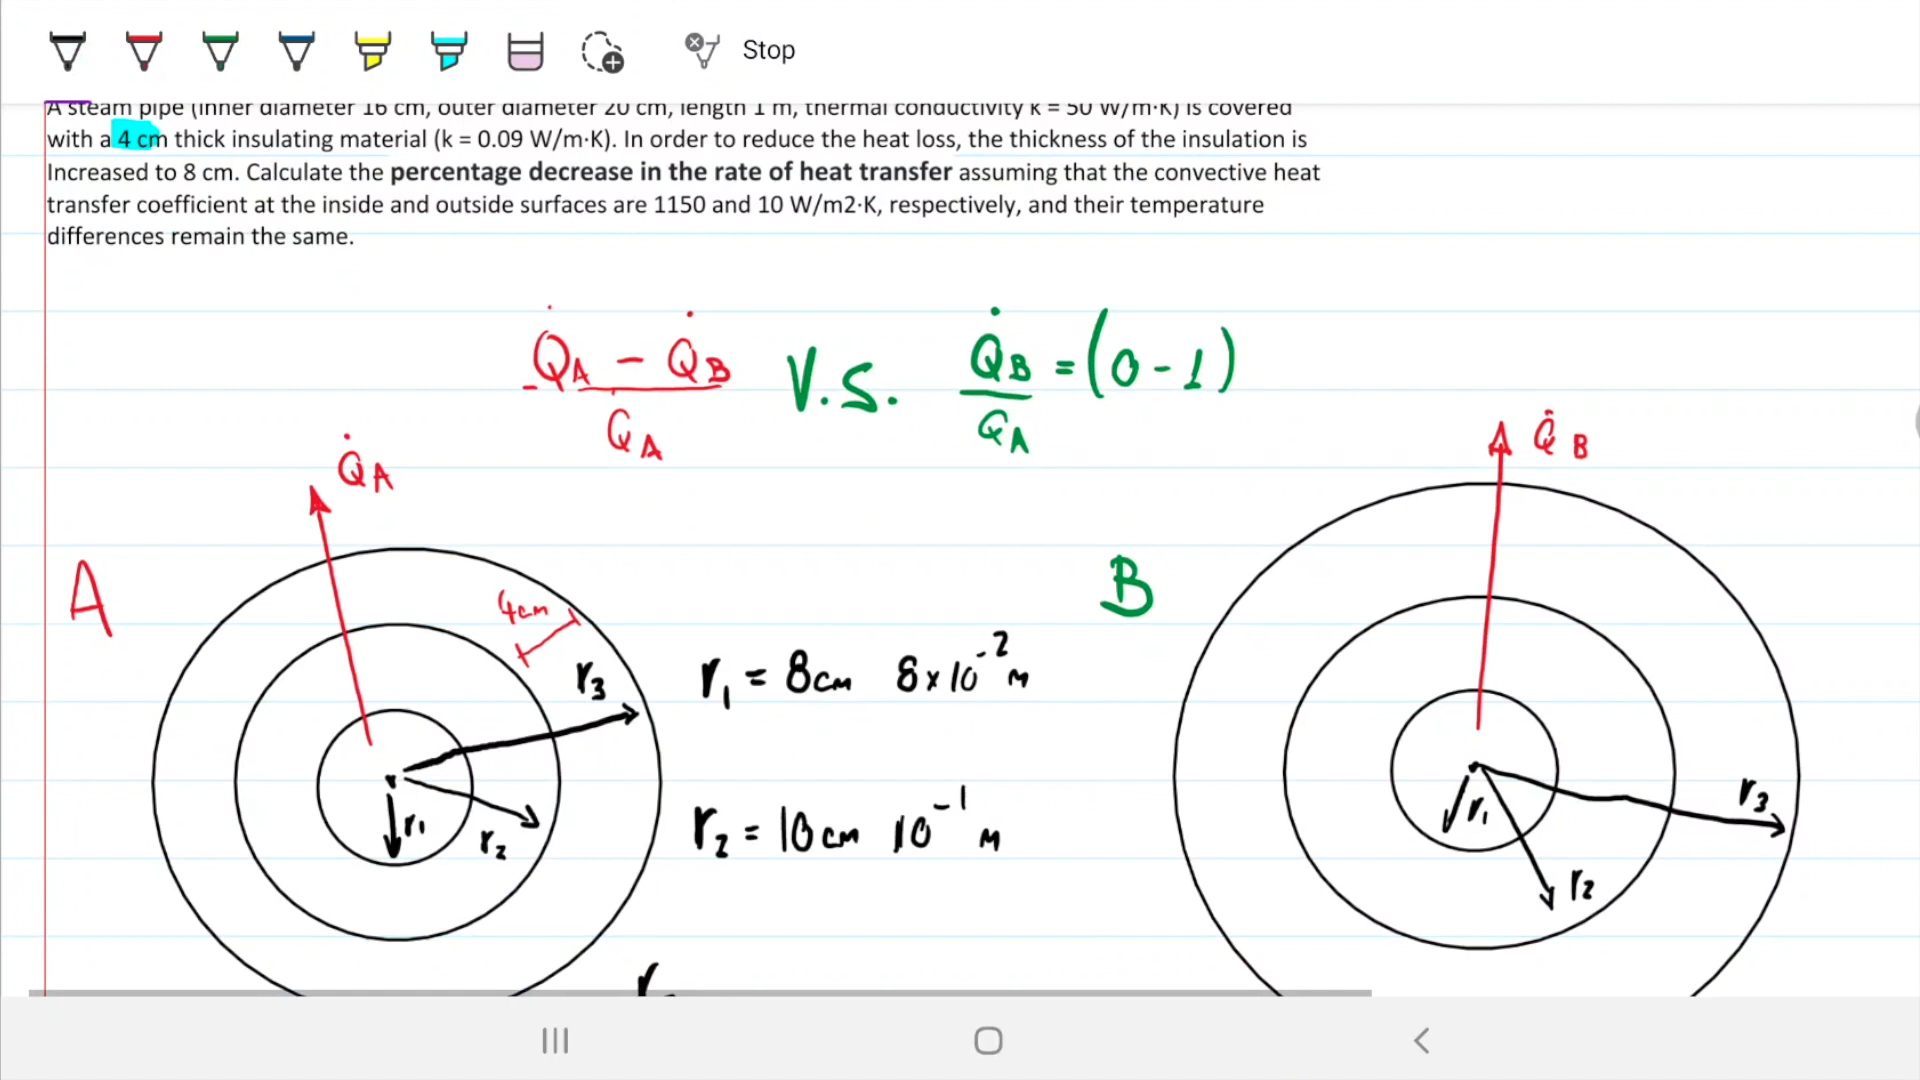 Stop
A steam pipe (inner diameter 16 cm, outer diameter 20 cm, length 1 m, thermal conductivity k = 50 W/m·K) is covered
with a 4 cm thick insulating material (k = 0.09 W/m·K). In order to reduce the heat loss, the thickness of the insulation is
Increased to 8 cm. Calculate the percentage decrease in the rate of heat transfer assuming that the convective heat
transfer coefficient at the inside and outside surfaces are 1150 and 10 W/m2·K, respectively, and their temperature
differences remain the same.
Q̇A - Q̇B / QA V.S. Q̇B / QA = (0-1)
Q̇A
Q̇B
A
B
4cm
r3
r1 = 8cm 8x10^-2 m
r1
r2
r2 = 10cm 10^-1 m
r1
r3
r2
r